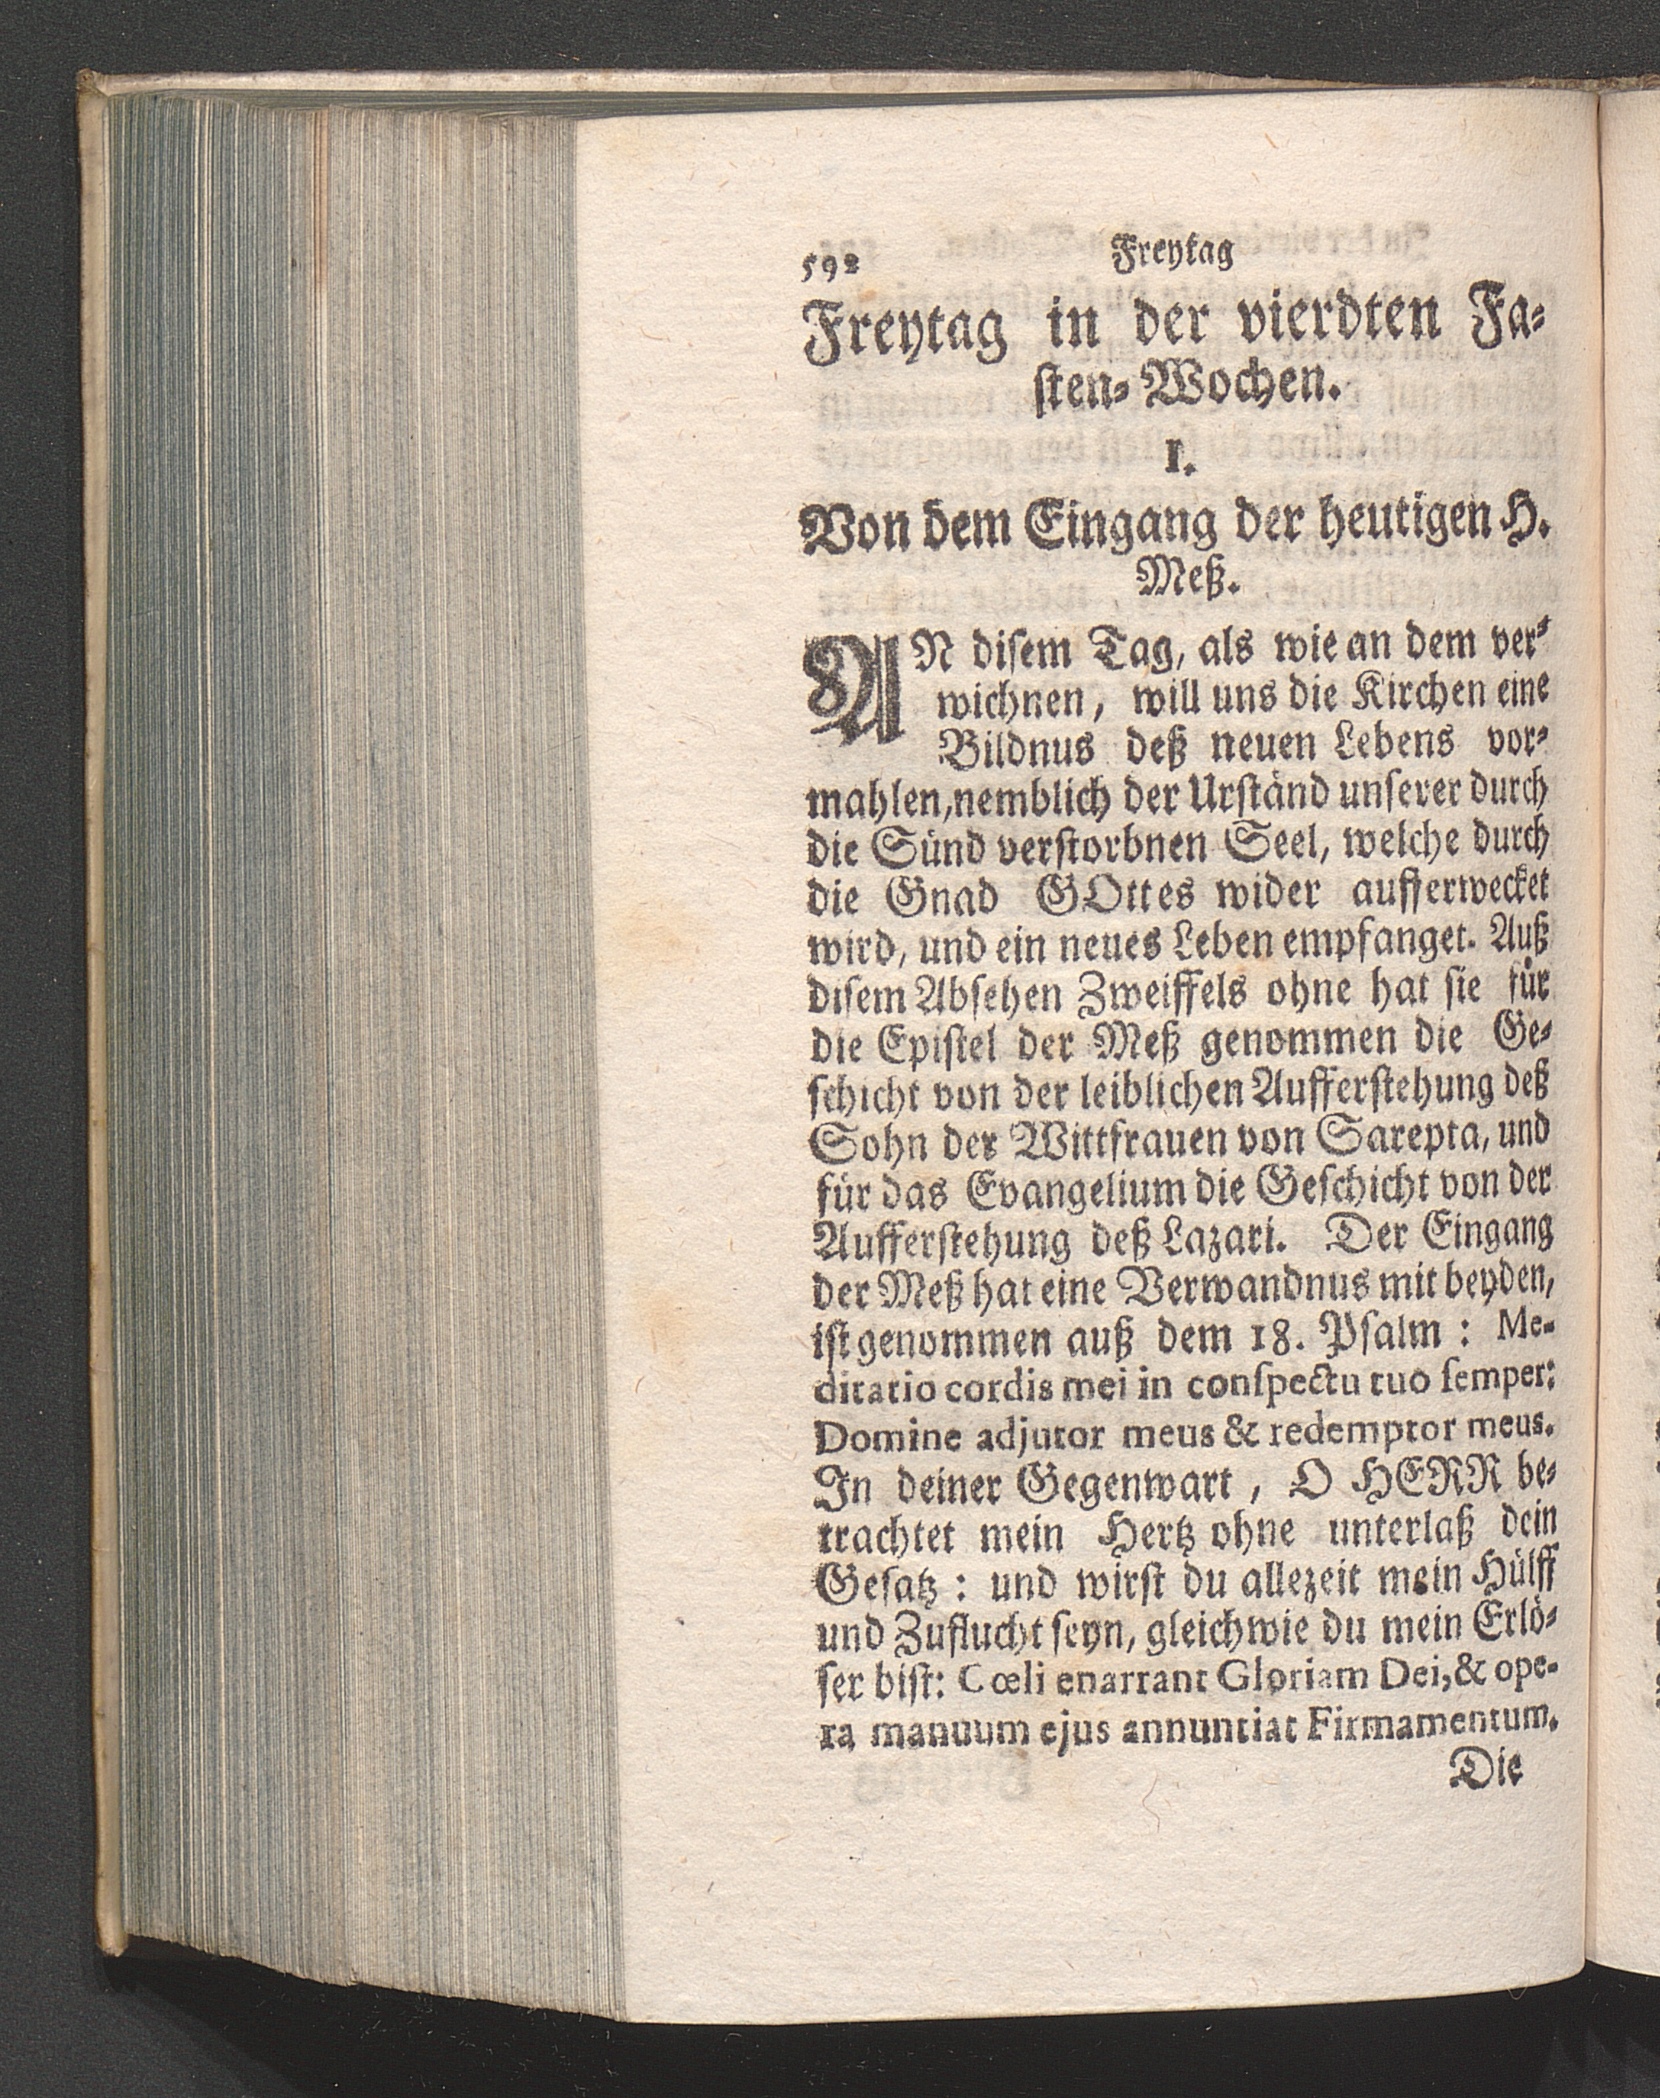 592 Freytag
Freytag in der vierdten Fa-
sten-Wochen.
I.
Von dem Eingang der heutigen H.
Meß.
AN disem Tag, als wie an dem ver-
wichnen, will uns die Kirchen eine
Bildnus deß neuen Lebens vor-
mahlen, nemblich der Urständ unserer durch
die Sünd verstorbnen Seel, welche durch
die Gnad GOttes wider aufferwecket
wird, und ein neues Leben empfanget. Auß
disem Absehen Zweiffels ohne hat sie für
die Epistel der Meß genommen die Ge-
schicht von der leiblichen Aufferstehung deß
Sohn der Wittfrauen von Sarepta, und
für das Evangelium die Geschicht von der
Aufferstehung deß Lazari. Der Eingang
der Meß hat eine Verwandnus mit beyden,
ist genommen auß dem 18. Psalm : Me-
ditatio cordis mei in conspectu tuo semper:
Domine adjutor meus & redemptor meus.
In deiner Gegenwart, O HERR be-
trachtet mein Hertz ohne unterlaß dein
Gesatz : und wirst du allezeit mein Hülff
und Zuflucht seyn, gleichwie du mein Erlö-
ser bist: Cœli enarrant Gloriam Dei, & ope-
ra manuum ejus annuntiat Firmamentum.
Die